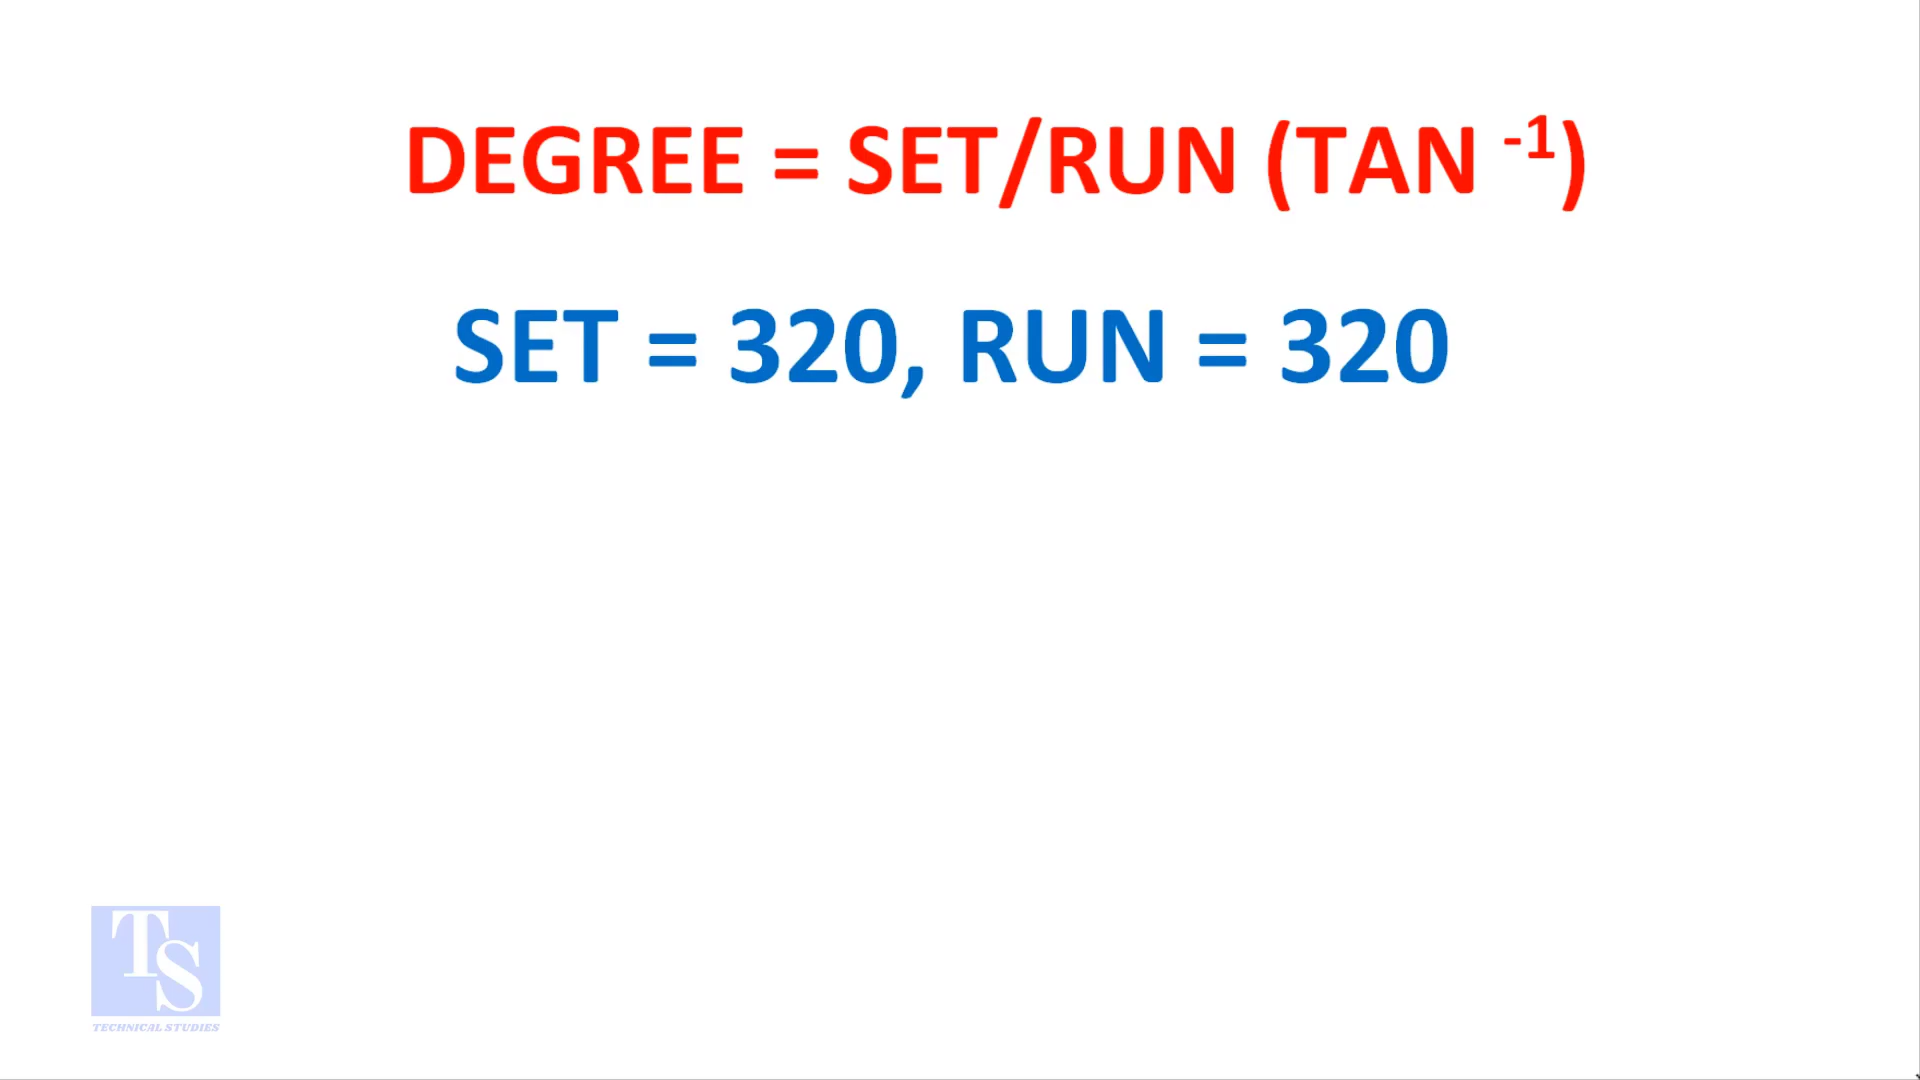 DEGREE = SET/RUN (TAN ⁻¹)
SET = 320, RUN = 320
TS
TECHNICAL STUDIES